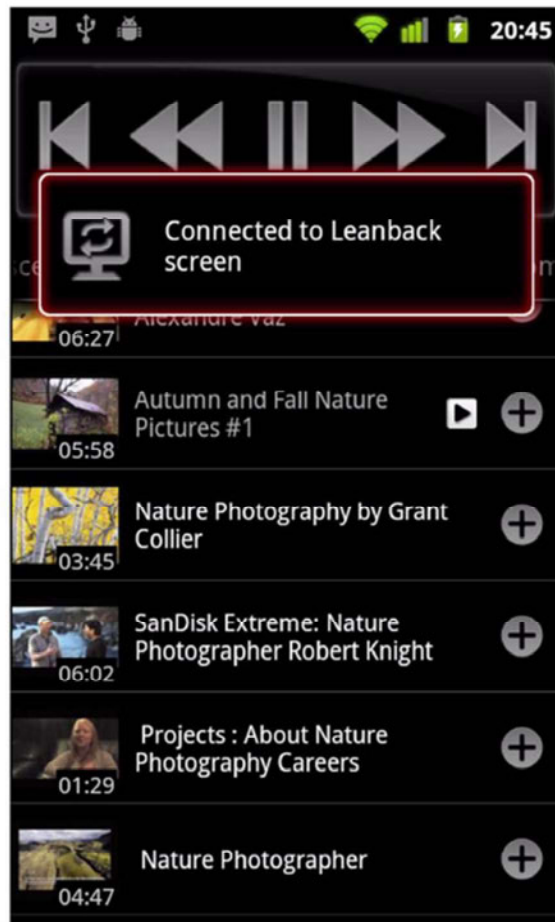 20:45
Connected to Leanback
screen
Alexandre Vaz
06:27
Autumn and Fall Nature
Pictures #1
05:58
Nature Photography by Grant
Collier
03:45
SanDisk Extreme: Nature
Photographer Robert Knight
06:02
Projects : About Nature
Photography Careers
01:29
Nature Photographer
04:47